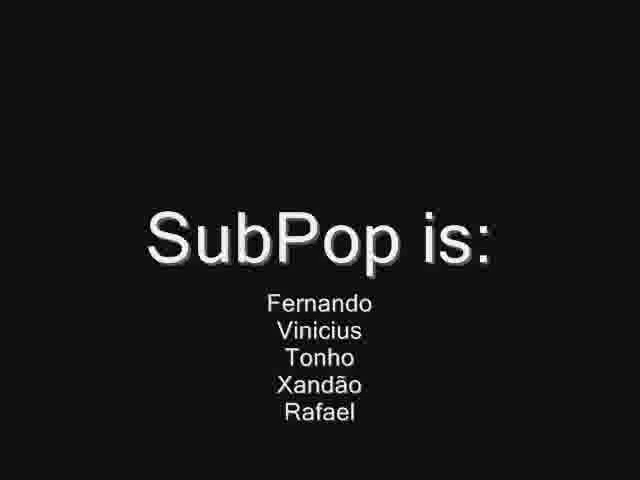 SubPop is:
Fernando
Vinicius
Tonho
Xandão
Rafael